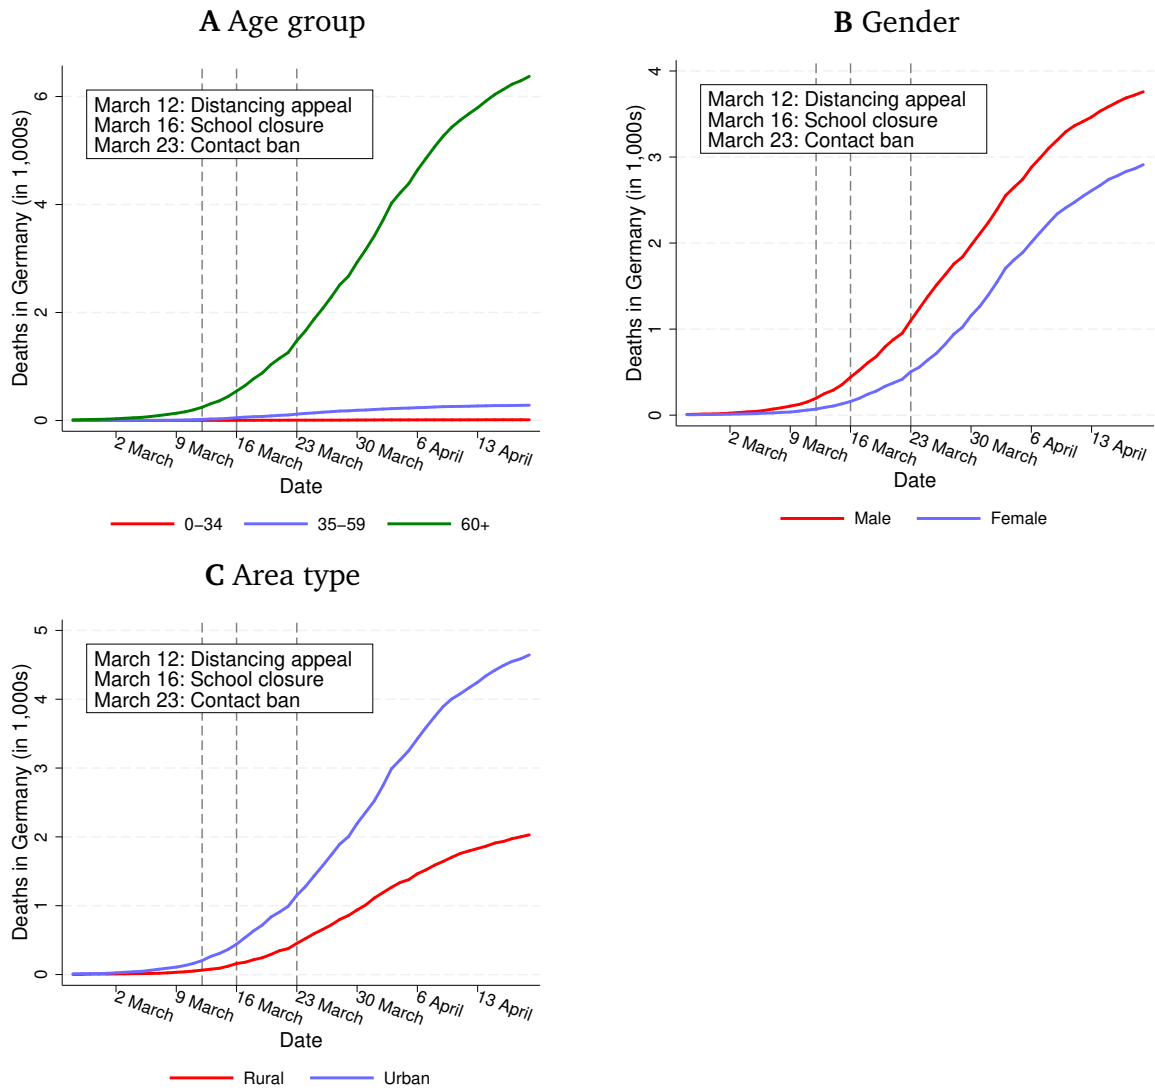 A Age group
Deaths in Germany (in 1,000s)
6
4
2
0
March 12: Distancing appeal
March 16: School closure
March 23: Contact ban
2 March
9 March
16 March
23 March
30 March
6 April
13 April
Date
0−34
35−59
60+
B Gender
Deaths in Germany (in 1,000s)
4
3
2
1
0
March 12: Distancing appeal
March 16: School closure
March 23: Contact ban
2 March
9 March
16 March
23 March
30 March
6 April
13 April
Date
Male
Female
C Area type
Deaths in Germany (in 1,000s)
5
4
3
2
1
0
March 12: Distancing appeal
March 16: School closure
March 23: Contact ban
2 March
9 March
16 March
23 March
30 March
6 April
13 April
Date
Rural
Urban